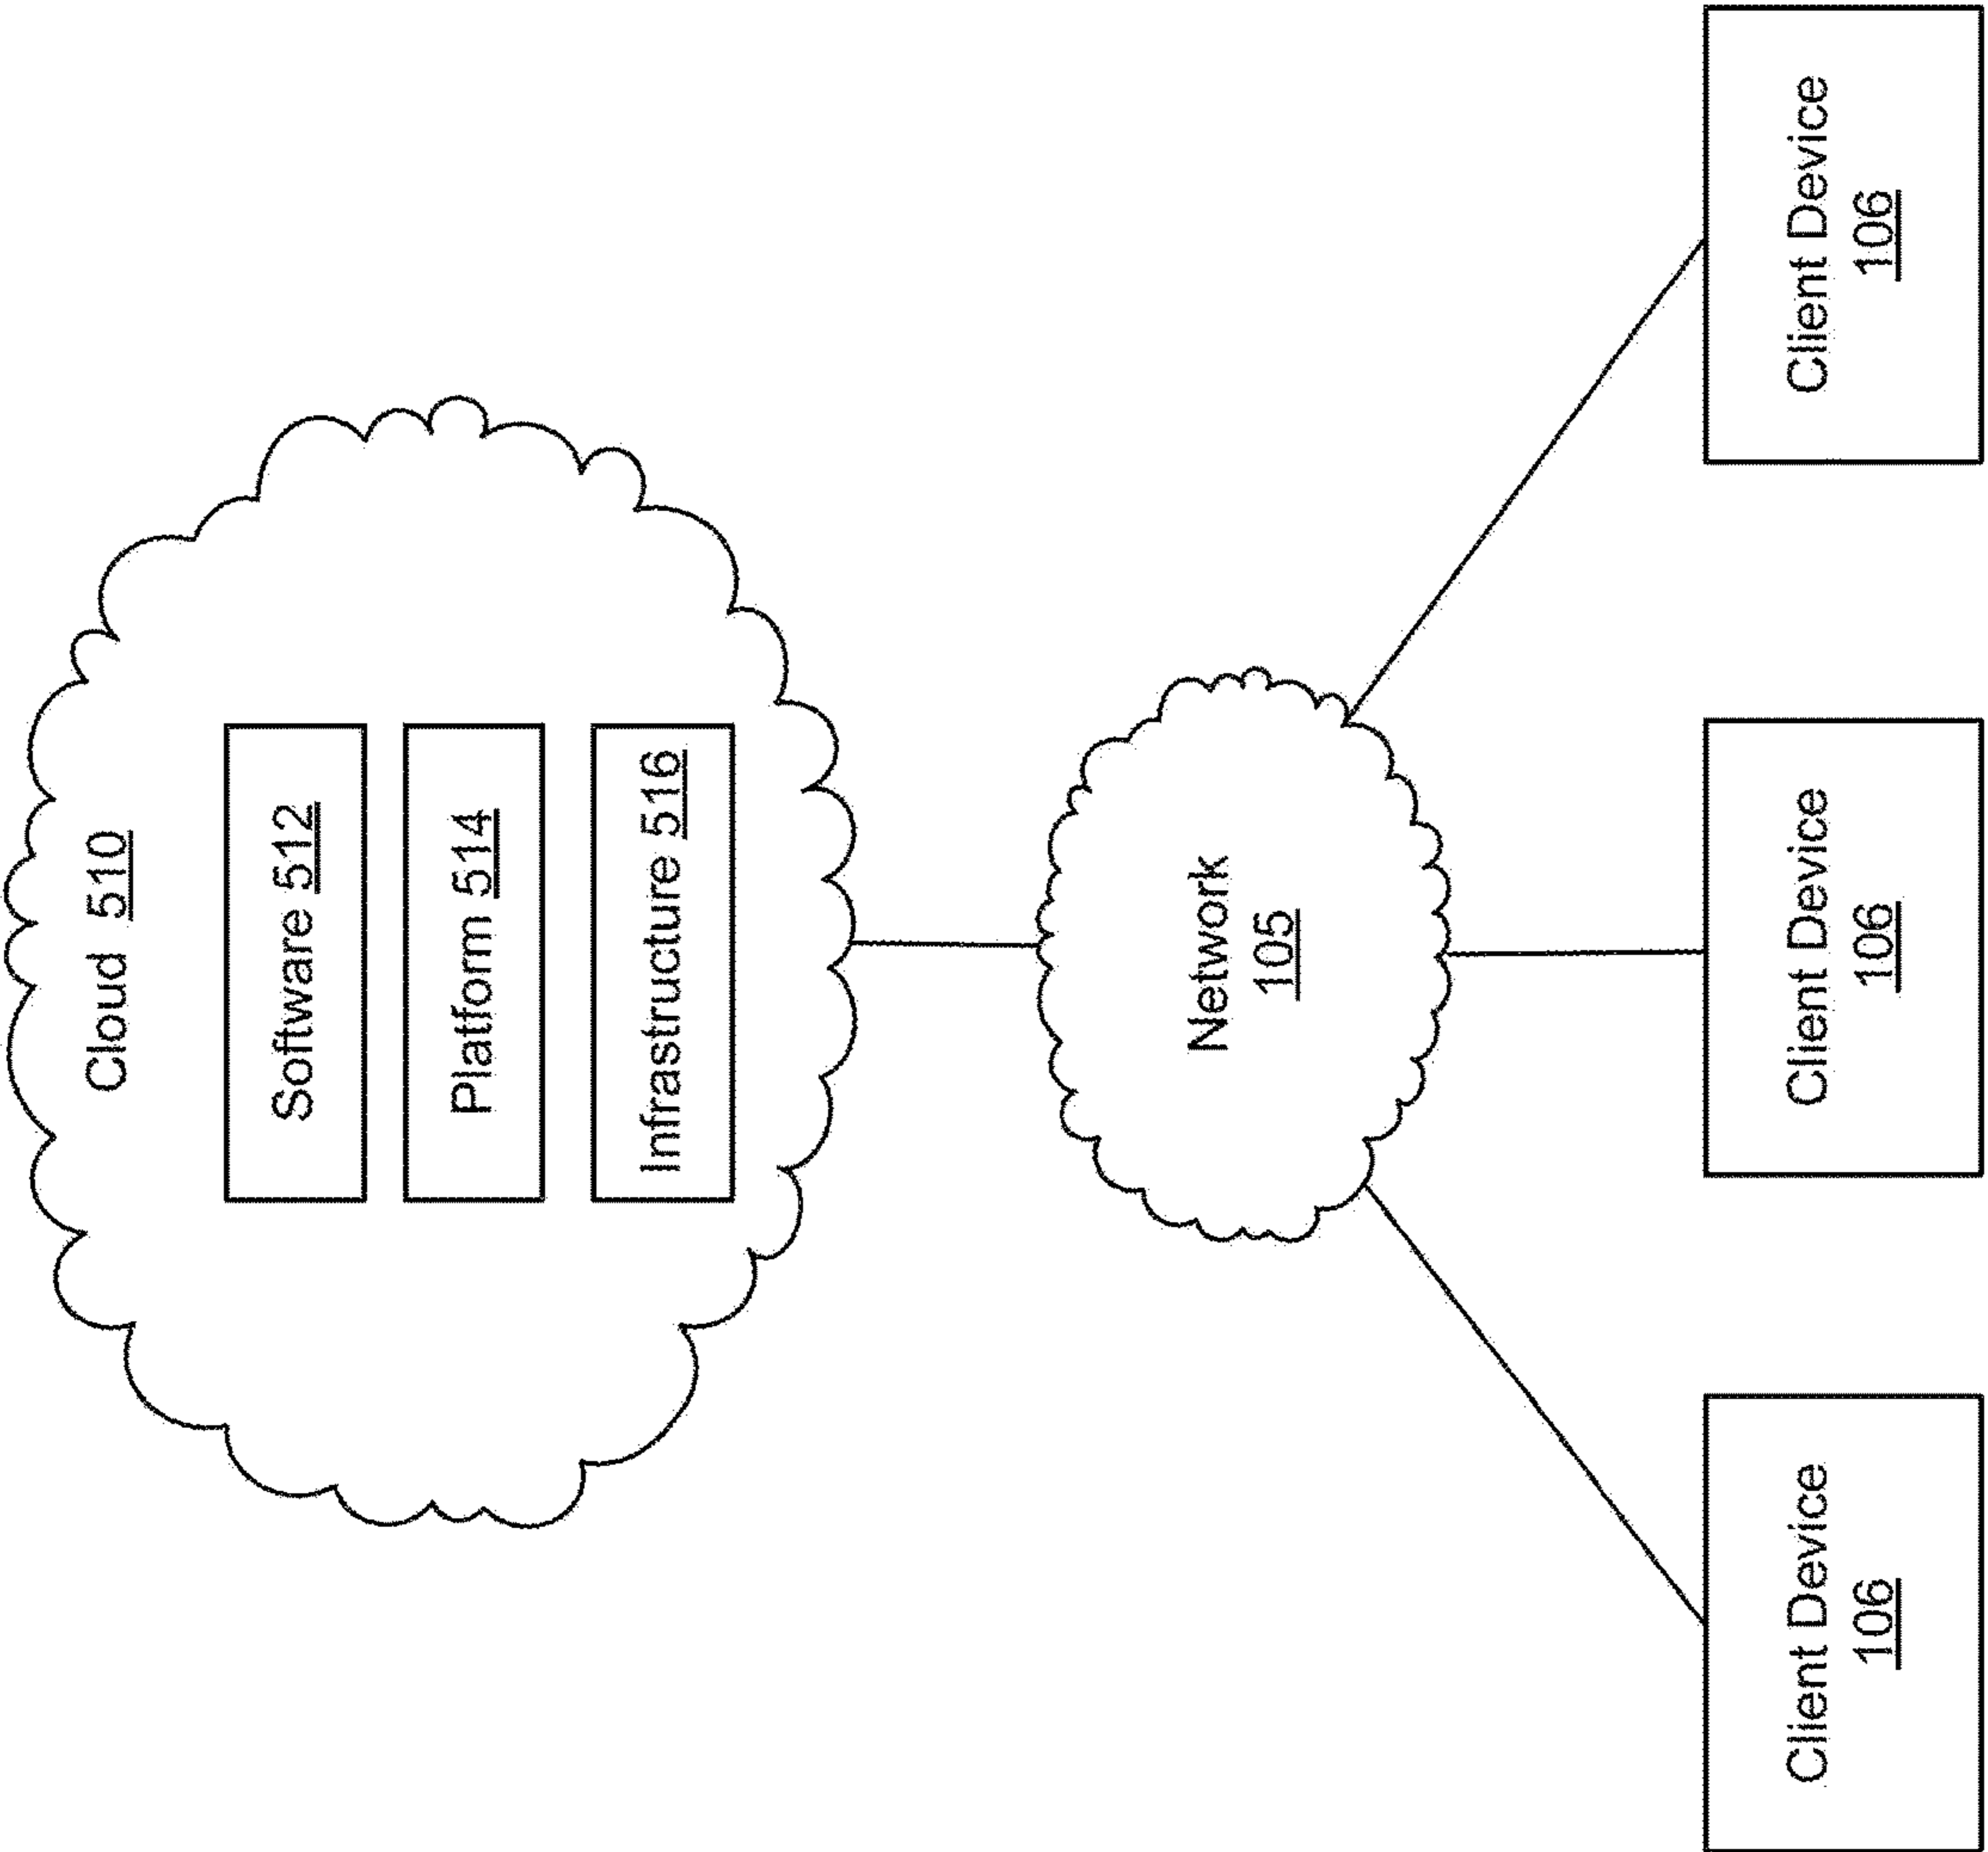 Cloud 510
Software 512
Platform 514
Infrastructure 516
Network
105
Client Device
106
Client Device
106
Client Device
106